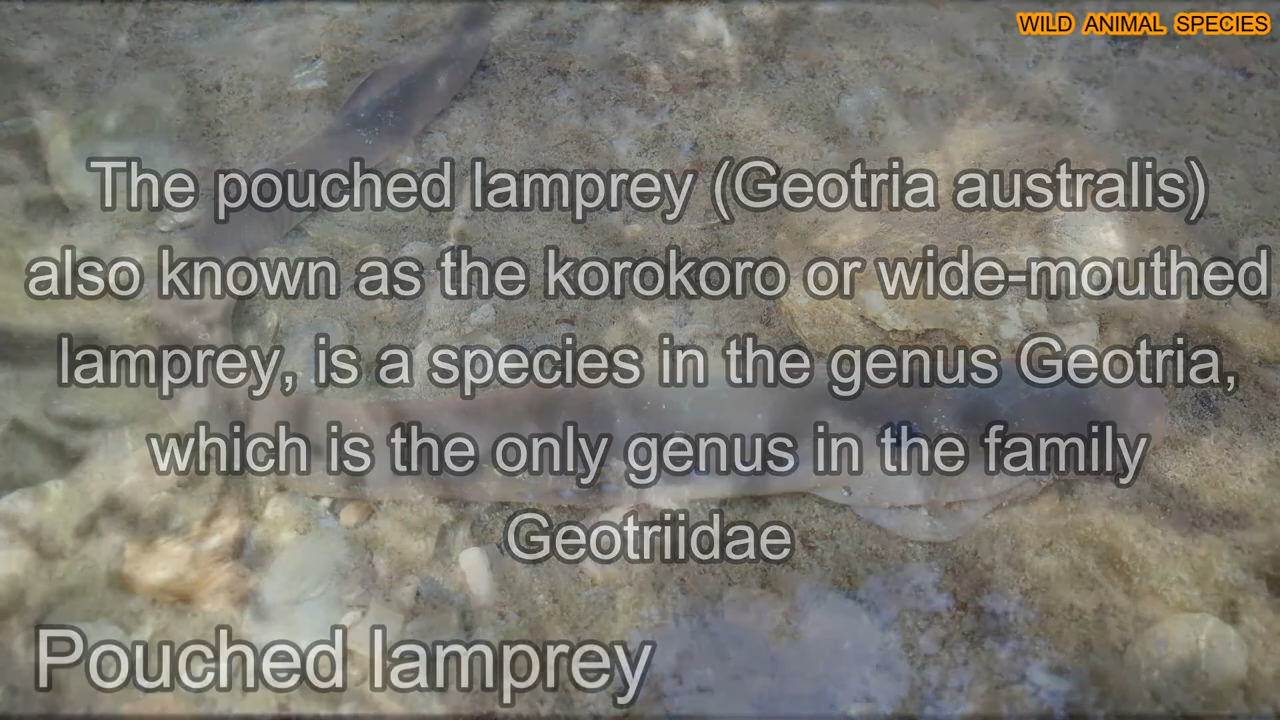 WILD ANIMAL SPECIES
The pouched lamprey (Geotria australis)
also known as the korokoro or wide-mouthed
lamprey, is a species in the genus Geotria,
which is the only genus in the family
Geotriidae
Pouched lamprey